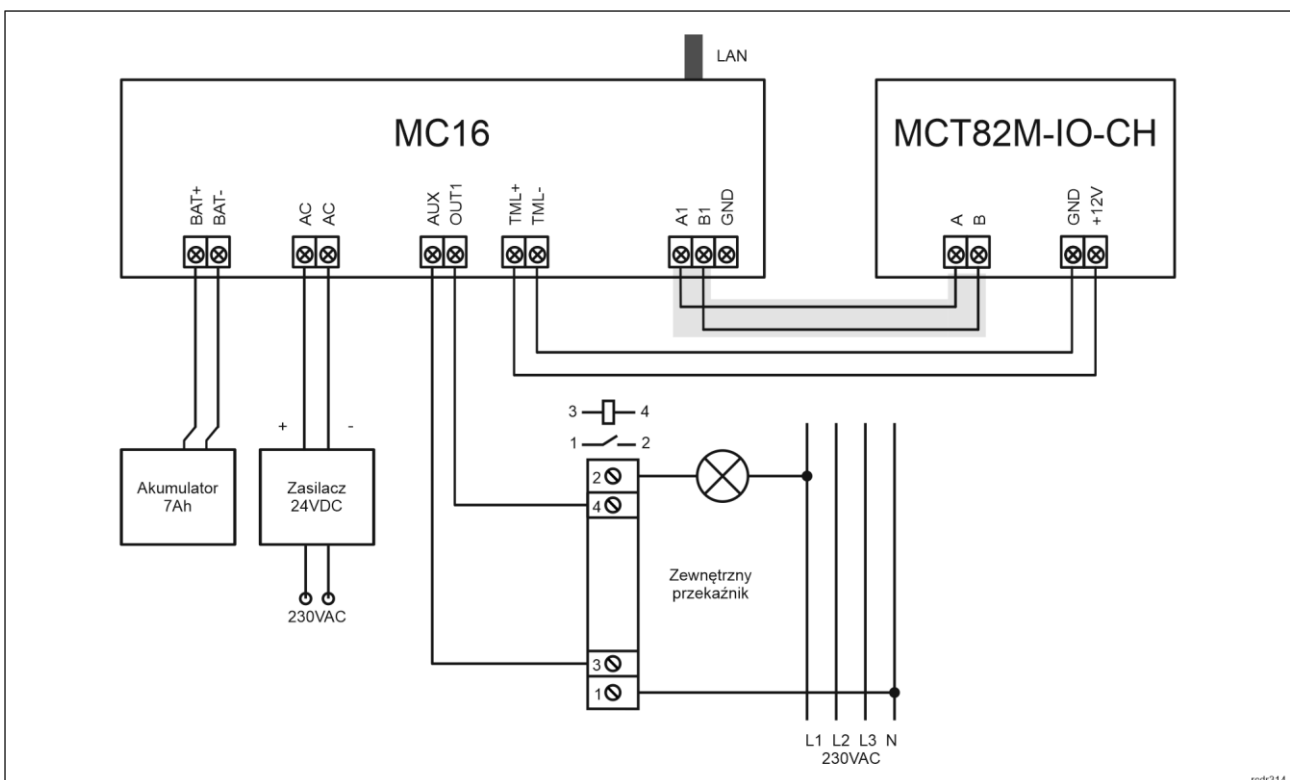 LAN
MC16
MCT82M-IO-CH
BAT+
BAT-
AC
AC
AUX
OUT1
TML+
TML-
A1
B1
GND
A
B
GND
+12V
+
-
Akumulator
7Ah
Zasilacz
24VDC
230VAC
3
4
1
2
2
4
Zewnętrzny
przekaźnik
3
1
L1 L2 L3 N
230VAC